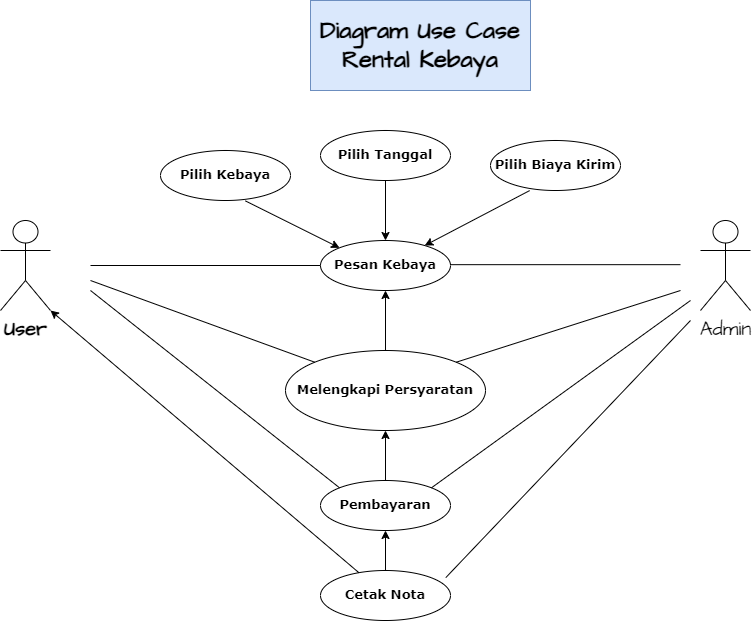 Diagram Use Case
Rental Kebaya
Pilih Kebaya
Pilih Tanggal
Pilih Biaya Kirim
Pesan Kebaya
User
Admin
Melengkapi Persyaratan
Pembayaran
Cetak Nota